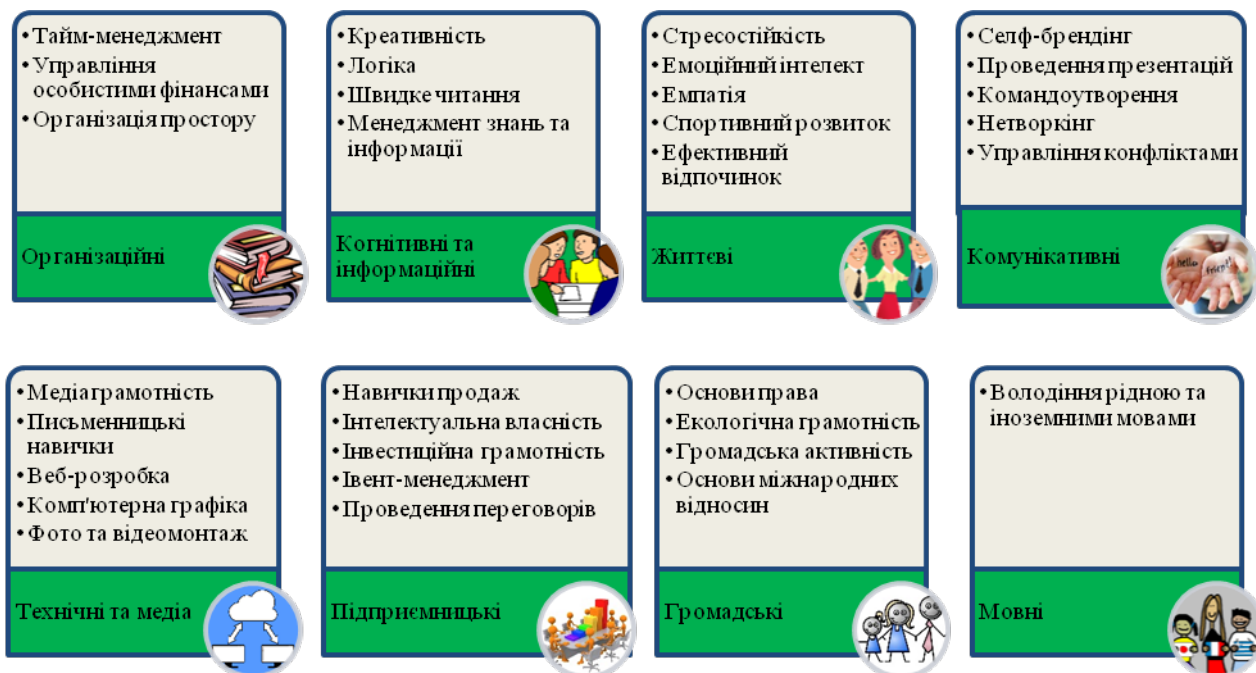 • Тайм-менеджмент
• Управління
особистими фінансами
• Організація простору
Організаційні
• Креативність
• Логіка
• Швидке читання
• Менеджмент знань та
інформації
Когнітивні та
інформаційні
• Стресостійкість
• Емоційний інтелект
• Емпатія
• Спортивний розвиток
• Ефективний
відпочинок
Життєві
• Селф-брендінг
• Проведення презентацій
• Командоутворення
• Нетворкінг
• Управління конфліктами
Комунікативні
hello
friend!
• Медіаграмотність
• Письменницькі
навички
• Веб-розробка
• Комп'ютерна графіка
• Фото та відеомонтаж
Технічні та медіа
• Навички продаж
• Інтелектуальна власність
• Інвестиційна грамотність
• Івент-менеджмент
• Проведення переговорів
Підприємницькі
• Основи права
• Екологічна грамотність
• Громадська активність
• Основи міжнародних
відносин
Громадські
• Володіння рідною та
іноземними мовами
Мовні